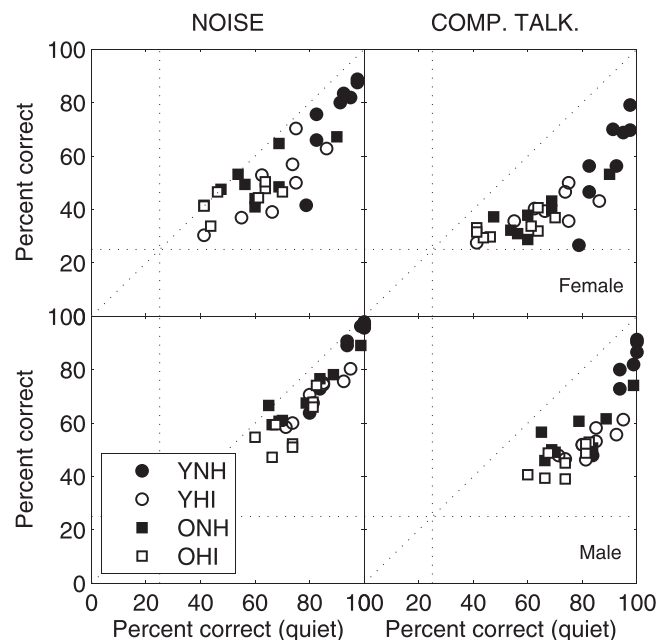 NOISE COMP. TALK.
100
80
60
40
20
0
Percent correct
Female
100
80
60
40
20
0
Percent correct
YNH
YHI
ONH
OHI
Male
0 20 40 60 80 100 20 40 60 80 100
Percent correct (quiet) Percent correct (quiet)